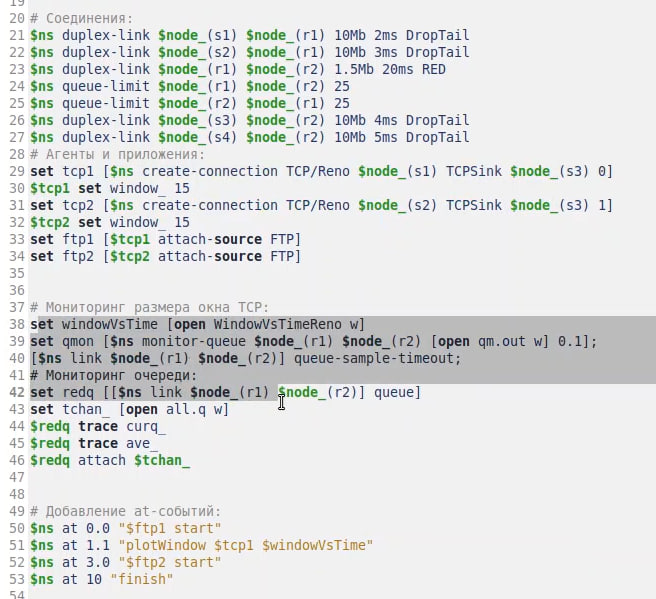 19
20 # Соединения:
21 $ns duplex-link $node_(s1) $node_(r1) 10Mb 2ms DropTail
22 $ns duplex-link $node_(s2) $node_(r1) 10Mb 3ms DropTail
23 $ns duplex-link $node_(r1) $node_(r2) 1.5Mb 20ms RED
24 $ns queue-limit $node_(r1) $node_(r2) 25
25 $ns queue-limit $node_(r2) $node_(r1) 25
26 $ns duplex-link $node_(s3) $node_(r2) 10Mb 4ms DropTail
27 $ns duplex-link $node_(s4) $node_(r2) 10Mb 5ms DropTail
28 # Агенты и приложения:
29 set tcp1 [$ns create-connection TCP/Reno $node_(s1) TCPSink $node_(s3) 0]
30 $tcp1 set window_ 15
31 set tcp2 [$ns create-connection TCP/Reno $node_(s2) TCPSink $node_(s3) 1]
32 $tcp2 set window_ 15
33 set ftp1 [$tcp1 attach-source FTP]
34 set ftp2 [$tcp2 attach-source FTP]
35
36
37 # Мониторинг размера окна TCP:
38 set windowVsTime [open WindowVsTimeReno w]
39 set qmon [$ns monitor-queue $node_(r1) $node_(r2) [open qm.out w] 0.1];
40 [$ns link $node_(r1) $node_(r2)] queue-sample-timeout;
41 # Мониторинг очереди:
42 set redq [[$ns link $node_(r1) $node_(r2)] queue]
43 set tchan_ [open all.q w]
44 $redq trace curq_
45 $redq trace ave_
46 $redq attach $tchan_
47
48
49 # Добавление at-событий:
50 $ns at 0.0 "$ftp1 start"
51 $ns at 1.1 "plotWindow $tcp1 $windowVsTime"
52 $ns at 3.0 "$ftp2 start"
53 $ns at 10 "finish"
54